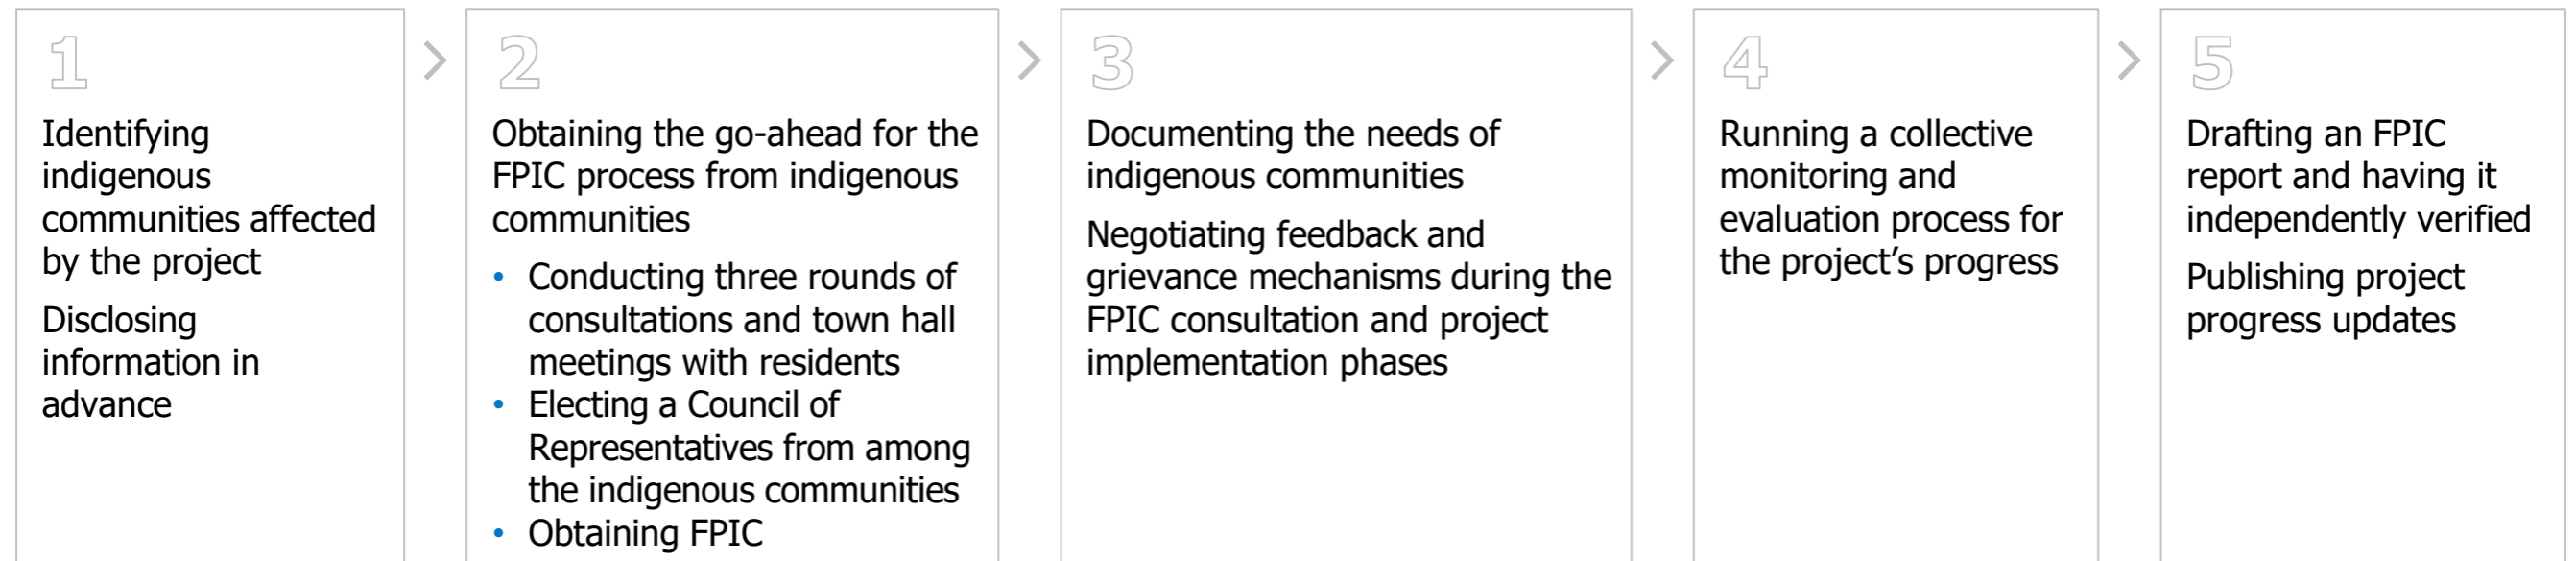 1
Identifying
indigenous
communities affected
by the project
Disclosing
information in
advance
2
Obtaining the go-ahead for the
FPIC process from indigenous
communities
• Conducting three rounds of
consultations and town hall
meetings with residents
• Electing a Council of
Representatives from among
the indigenous communities
• Obtaining FPIC
3
Documenting the needs of
indigenous communities
Negotiating feedback and
grievance mechanisms during the
FPIC consultation and project
implementation phases
4
Running a collective
monitoring and
evaluation process for
the project’s progress
5
Drafting an FPIC
report and having it
independently verified
Publishing project
progress updates